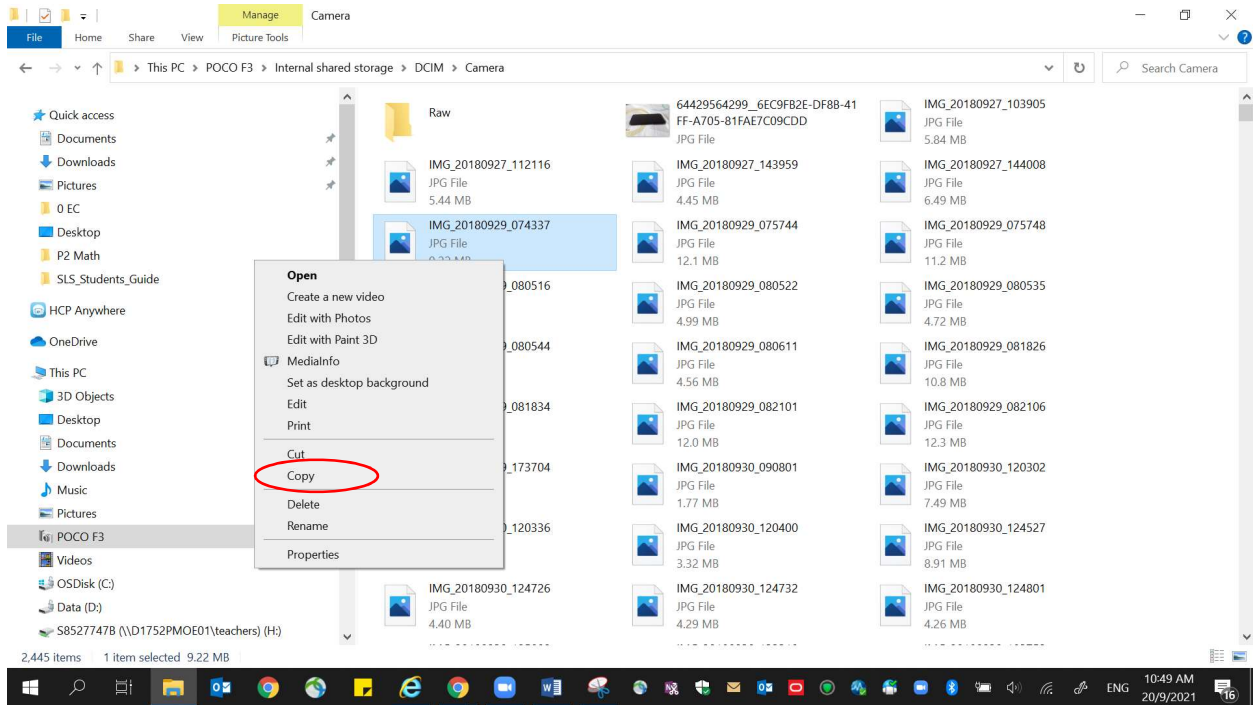 Manage
Camera
File
Home
Share
View
Picture Tools
This PC
POCO F3
Internal shared storage
DCIM
Camera
Search Camera
Quick access
Documents
Downloads
Pictures
0 EC
Desktop
P2 Math
SLS_Students_Guide
HCP Anywhere
OneDrive
This PC
3D Objects
Desktop
Documents
Downloads
Music
Pictures
POCO F3
Videos
OSDisk (C:)
Data (D:)
S8527747B (\\D1752PMOE01\teachers) (H:)
Raw
64429564299__6EC9FB2E-DF8B-41
FF-A705-81FAE7C09CDD
JPG File
IMG_20180927_103905
JPG File
5.84 MB
IMG_20180927_112116
JPG File
5.44 MB
IMG_20180927_143959
JPG File
4.45 MB
IMG_20180927_144008
JPG File
6.49 MB
IMG_20180929_074337
JPG File
IMG_20180929_075744
JPG File
12.1 MB
IMG_20180929_075748
JPG File
11.2 MB
_080516
IMG_20180929_080522
JPG File
4.99 MB
IMG_20180929_080535
JPG File
4.72 MB
_080544
IMG_20180929_080611
JPG File
4.56 MB
IMG_20180929_081826
JPG File
10.8 MB
_081834
IMG_20180929_082101
JPG File
12.0 MB
IMG_20180929_082106
JPG File
12.3 MB
_173704
IMG_20180930_090801
JPG File
1.77 MB
IMG_20180930_120302
JPG File
7.49 MB
_120336
IMG_20180930_120400
JPG File
3.32 MB
IMG_20180930_124527
JPG File
8.91 MB
IMG_20180930_124726
JPG File
4.40 MB
IMG_20180930_124732
JPG File
4.29 MB
IMG_20180930_124801
JPG File
4.26 MB
Open
Create a new video
Edit with Photos
Edit with Paint 3D
MediaInfo
Set as desktop background
Edit
Print
Cut
Copy
Delete
Rename
Properties
2,445 items
1 item selected 9.22 MB
ENG
10:49 AM
20/9/2021
16